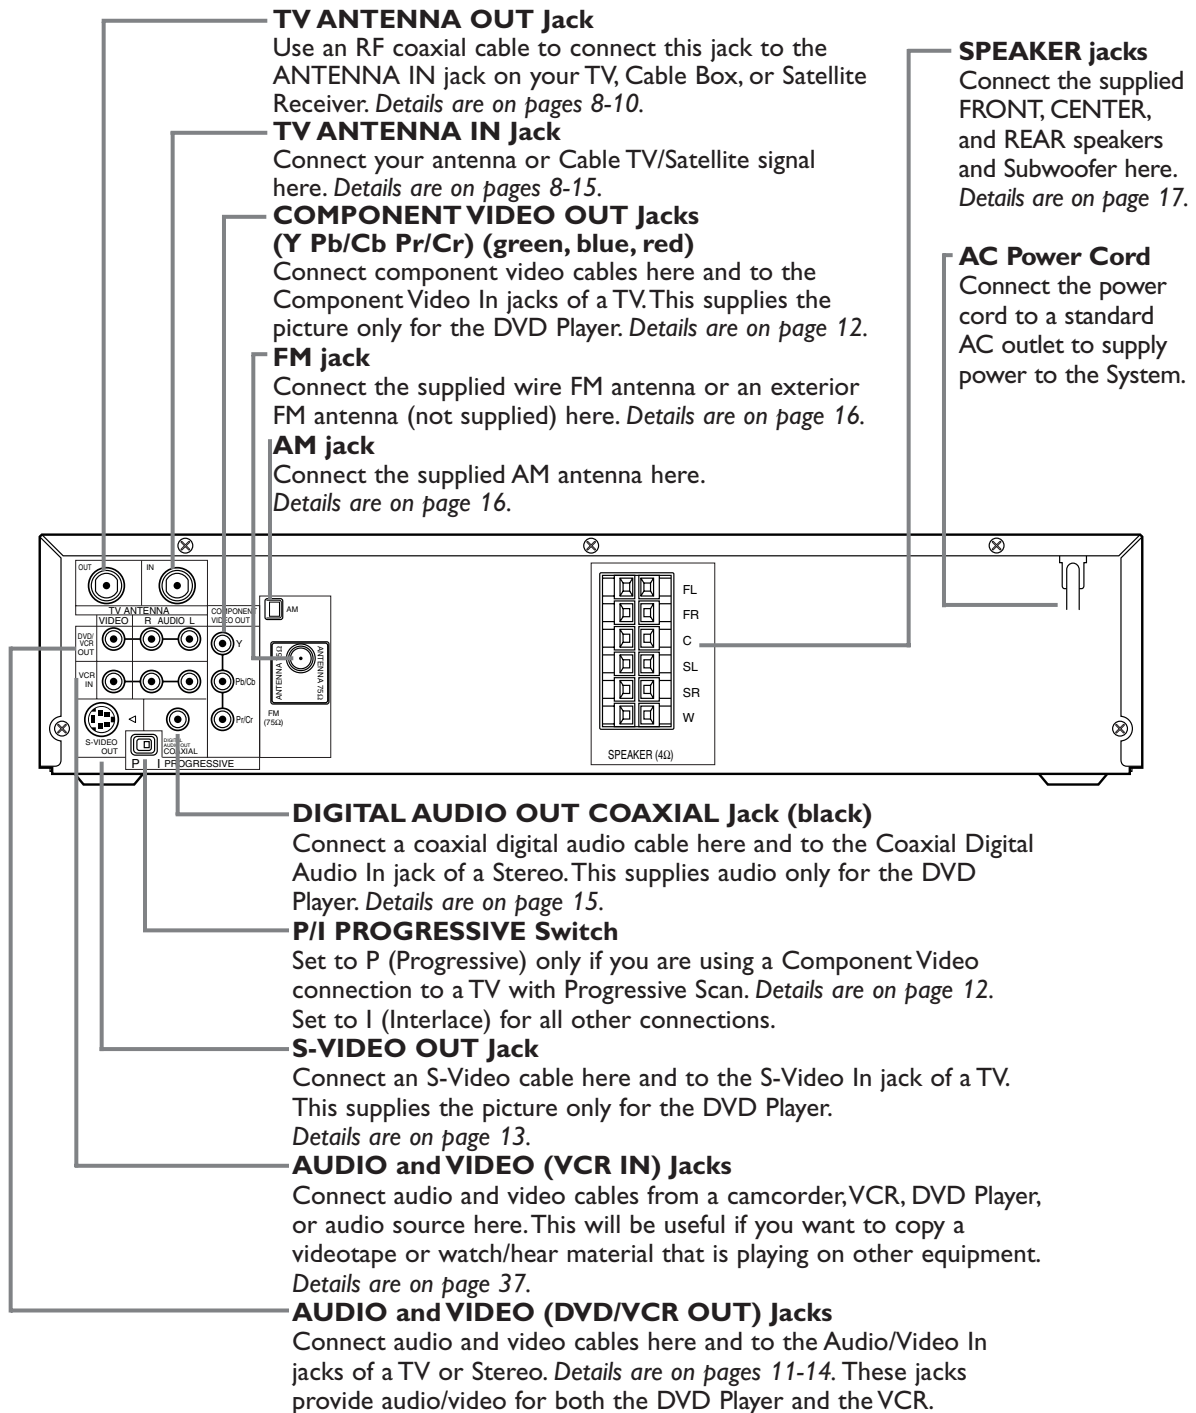 TV ANTENNA OUT Jack
Use an RF coaxial cable to connect this jack to the
ANTENNA IN jack on your TV, Cable Box, or Satellite
Receiver. Details are on pages 8-10.
TV ANTENNA IN Jack
Connect your antenna or Cable TV/Satellite signal
here. Details are on pages 8-15.
COMPONENT VIDEO OUT Jacks
(Y Pb/Cb Pr/Cr) (green, blue, red)
Connect component video cables here and to the
Component Video In jacks of a TV. This supplies the
picture only for the DVD Player. Details are on page 12.
FM jack
Connect the supplied wire FM antenna or an exterior
FM antenna (not supplied) here. Details are on page 16.
AM jack
Connect the supplied AM antenna here.
Details are on page 16.
SPEAKER jacks
Connect the supplied
FRONT, CENTER,
and REAR speakers
and Subwoofer here.
Details are on page 17.
AC Power Cord
Connect the power
cord to a standard
AC outlet to supply
power to the System.
OUT
IN
TV ANTENNA
VIDEO
R AUDIO L
COMPONENT
VIDEO OUT
DVD/
VCR
OUT
VCR
IN
Y
Pb/Cb
Pr/Cr
S-VIDEO
OUT
DIGITAL
AUDIO OUT
COAXIAL
P I PROGRESSIVE
AM
ANTENNA 75Ω
ANTENNA 75Ω
FM
(75Ω)
FL
FR
C
SL
SR
W
SPEAKER (4Ω)
DIGITAL AUDIO OUT COAXIAL Jack (black)
Connect a coaxial digital audio cable here and to the Coaxial Digital
Audio In jack of a Stereo. This supplies audio only for the DVD
Player. Details are on page 15.
P/I PROGRESSIVE Switch
Set to P (Progressive) only if you are using a Component Video
connection to a TV with Progressive Scan. Details are on page 12.
Set to I (Interlace) for all other connections.
S-VIDEO OUT Jack
Connect an S-Video cable here and to the S-Video In jack of a TV.
This supplies the picture only for the DVD Player.
Details are on page 13.
AUDIO and VIDEO (VCR IN) Jacks
Connect audio and video cables from a camcorder, VCR, DVD Player,
or audio source here. This will be useful if you want to copy a
videotape or watch/hear material that is playing on other equipment.
Details are on page 37.
AUDIO and VIDEO (DVD/VCR OUT) Jacks
Connect audio and video cables here and to the Audio/Video In
jacks of a TV or Stereo. Details are on pages 11-14. These jacks
provide audio/video for both the DVD Player and the VCR.